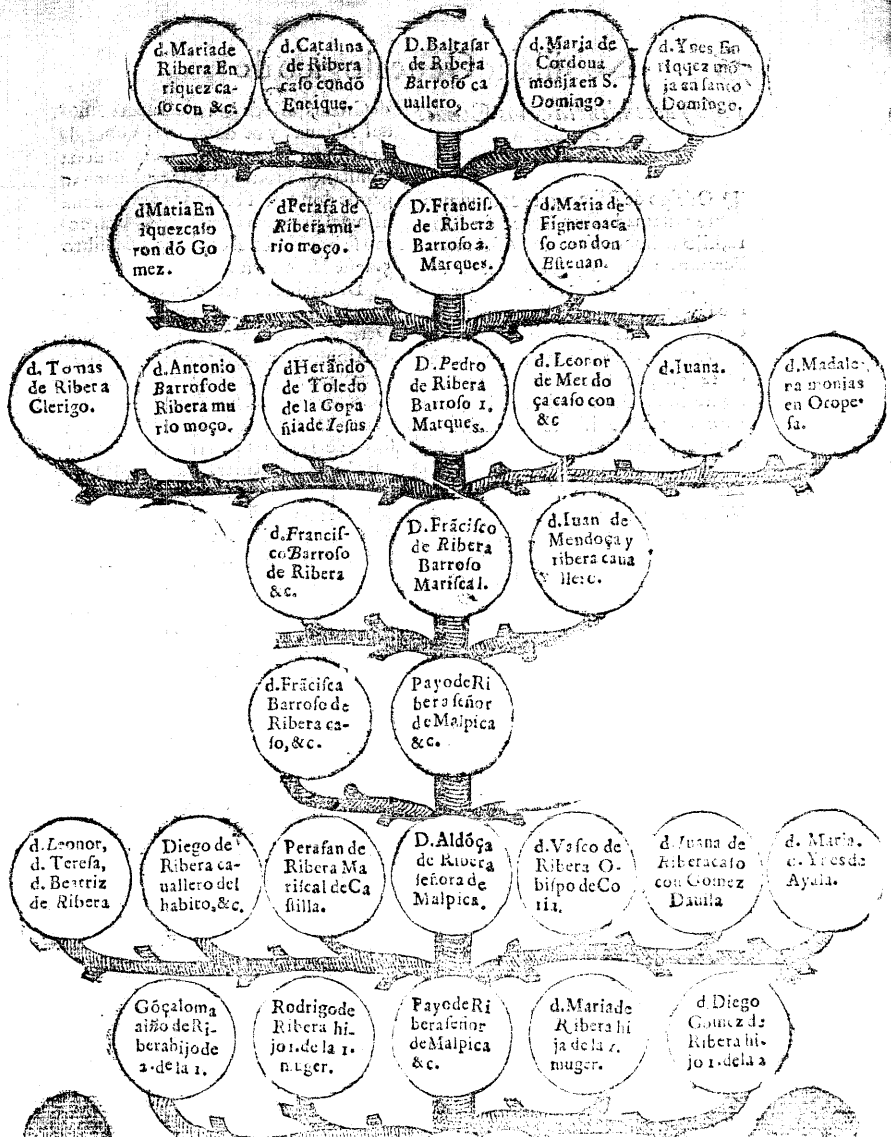 d. Maria de
Ribera En
riquez ca-
so con &c.
d. Catalina
de Ribera
caso con dō
Enrique.
D. Baltasar
de Ribera
Barroso ca
uallero,
d. Maria de
Cordoua
monja en S.
Domingo
d. Ynes En
riqqez mō-
ja en santo
Domingo.
d Maria En
iquez caso
ron dō Go
mez.
d Perafā de
Ribera mu-
rio moço.
D. Francis.
de Ribera
Barroso 2.
Marques.
d. Maria de
Figneroa ca
so con don
Esteuan.
d. Tomas
de Ribera
Clerigo.
d. Antonio
Barroso de
Ribera mu
rio moço.
d Herādo
de Toledo
de la Copa
ñia de Iesus
D. Pedro
de Ribera
Barroso 1.
Marques.
d. Leonor
de Mendo
ça caso con
&c
d. Iuana.
d. Madale-
na monjas
en Orope-
sa.
d. Francis-
co Barroso
de Ribera
&c.
D. Frācisco
de Ribera
Barroso
Mariscal.
d. Iuan de
Mendoça y
ribera caua
lle: c.
d. Frācisca
Barroso de
Ribera ca-
so, &c.
Payo de Ri
bera señor
de Malpica
&c.
d. Leonor,
d. Teresa,
d. Beatriz
de Ribera
Diego de
Ribera ca-
uallero del
habito, &c.
Perafan de
Ribera Ma
riscal de Ca
stilla.
D. Aldōça
de Ribera
señora de
Malpica.
d. Vasco de
Ribera O-
bispo de Co
ria.
d. Iuana de
Ribera caso
con Gomez
Dauila
d. Maria.
d. Ynes de
Ayala.
Gōçalo ma
aiño de Ri-
bera hijo de
2. de la 1.
Rodrigo de
Ribera hi-
jo 1. de la 1.
muger.
Payo de Ri
bera señor
de Malpica
&c.
d. Maria de
Ribera hi
ja de la 1.
muger.
d. Diego
Gomez de
Ribera hi-
jo 1. de la 2